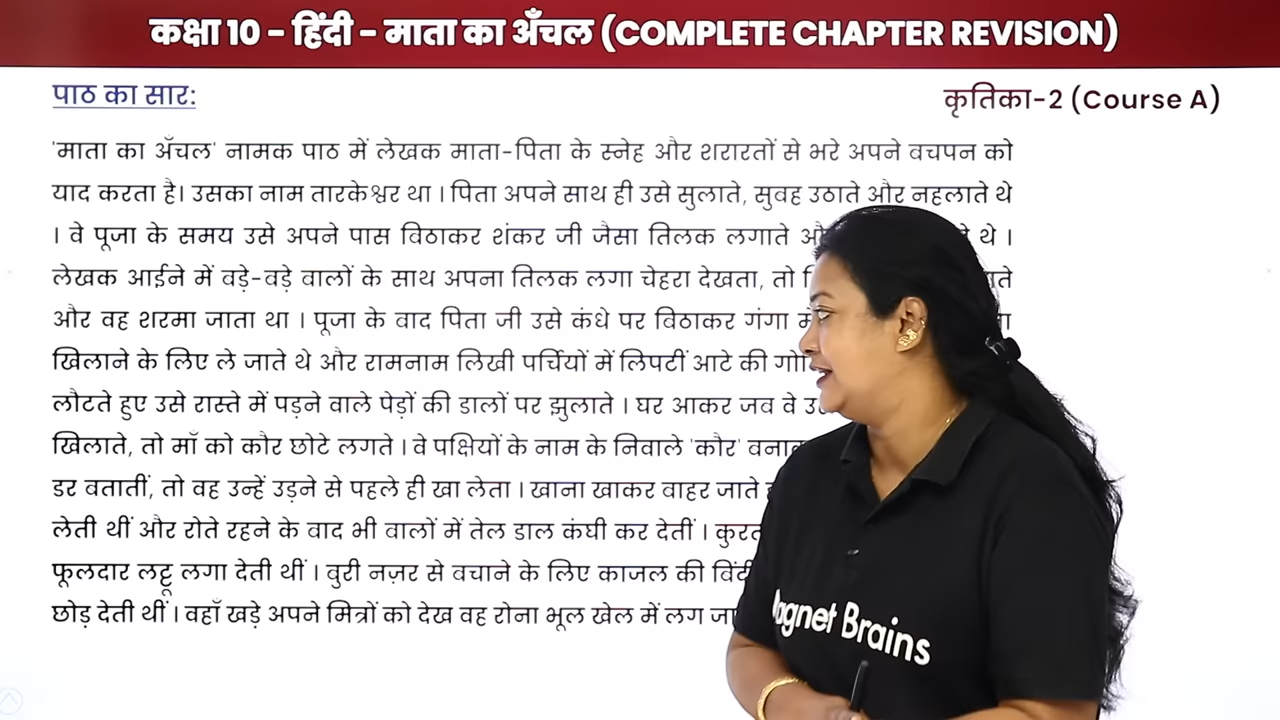 कक्षा 10 - हिंदी - माता का अँचल (COMPLETE CHAPTER REVISION)
पाठ का सार:
कृतिका-2 (Course A)
'माता का अँचल' नामक पाठ में लेखक माता-पिता के स्नेह और शरारतों से भरे अपने बचपन को
याद करता है। उसका नाम तारकेश्वर था । पिता अपने साथ ही उसे सुलाते, सुबह उठाते और नहलाते थे
। वे पूजा के समय उसे अपने पास बिठाकर शंकर जी जैसा तिलक लगाते थे ।
लेखक आईने में बड़े-बड़े बालों के साथ अपना तिलक लगा चेहरा देखता, तो
और वह शरमा जाता था । पूजा के बाद पिता जी उसे कंधे पर बिठाकर गंगा
खिलाने के लिए ले जाते थे और रामनाम लिखी पर्चियों में लिपटीं आटे की
लौटते हुए उसे रास्ते में पड़ने वाले पेड़ों की डालों पर झुलाते । घर आकर जब वे
खिलाते, तो माँ को कौर छोटे लगते । वे पक्षियों के नाम के निवाले 'कौर'
डर बतातीं, तो वह उन्हें उड़ने से पहले ही खा लेता । खाना खाकर बाहर जाते
लेती थीं और रोते रहने के बाद भी बालों में तेल डाल कंघी कर देतीं ।
फूलदार लट्टू लगा देती थीं । बुरी नज़र से बचाने के लिए काजल की
छोड़ देती थीं । वहाँ खड़े अपने मित्रों को देख वह रोना भूल खेल में लग
Magnet Brains